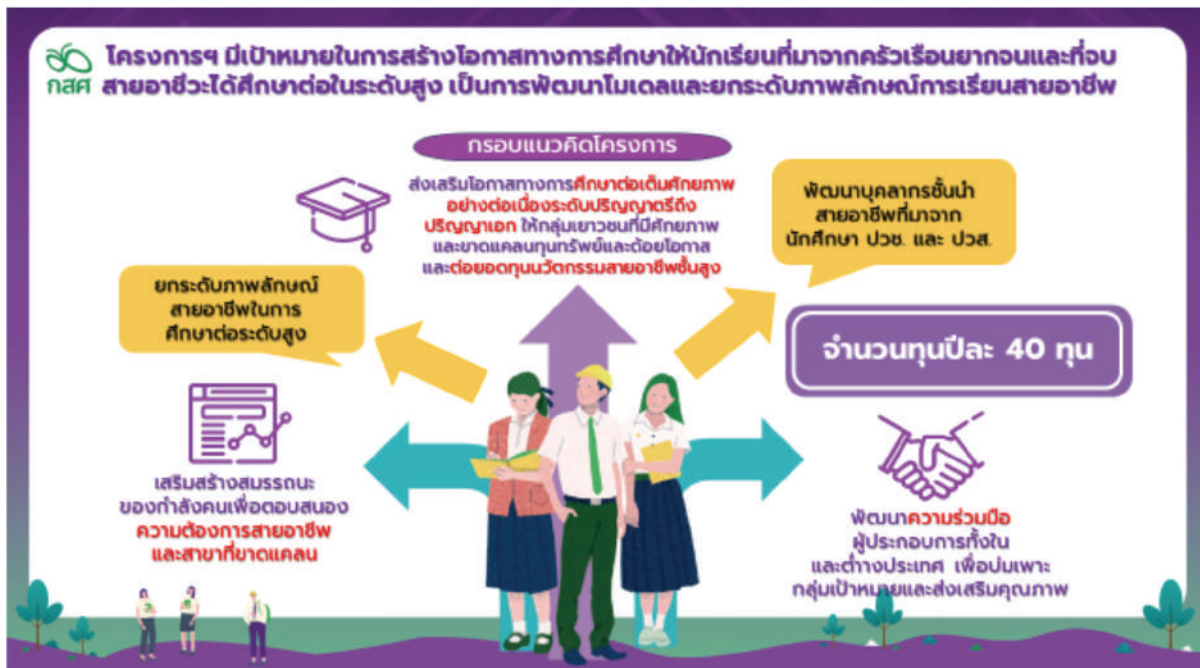 กสศ
โครงการฯ มีเป้าหมายในการสร้างโอกาสทางการศึกษาให้นักเรียนที่มาจากครัวเรือนยากจนและที่จบ
สายอาชีวะได้ศึกษาต่อในระดับสูง เป็นการพัฒนาโมเดลและยกระดับภาพลักษณ์การเรียนสายอาชีพ
กรอบแนวคิดโครงการ
ส่งเสริมโอกาสทางการศึกษาต่อเต็มศักยภาพ
อย่างต่อเนื่องระดับปริญญาตรีถึง
ปริญญาเอก ให้กลุ่มเยาวชนที่มีศักยภาพ
และขาดแคลนทุนทรัพย์และด้อยโอกาส
และต่อยอดทุนนวัตกรรมสายอาชีพชั้นสูง
พัฒนาบุคลากรชั้นนำ
สายอาชีพที่มาจาก
นักศึกษา ปวช. และ ปวส.
ยกระดับภาพลักษณ์
สายอาชีพในการ
ศึกษาต่อระดับสูง
จำนวนทุนปีละ 40 ทุน
เสริมสร้างสมรรถนะ
ของกำลังคนเพื่อตอบสนอง
ความต้องการสายอาชีพ
และสาขาที่ขาดแคลน
พัฒนาความร่วมมือ
ผู้ประกอบการทั้งใน
และต่ำางประเทศ เพื่อบ่มเพาะ
กลุ่มเป้าหมายและส่งเสริมคุณภาพ